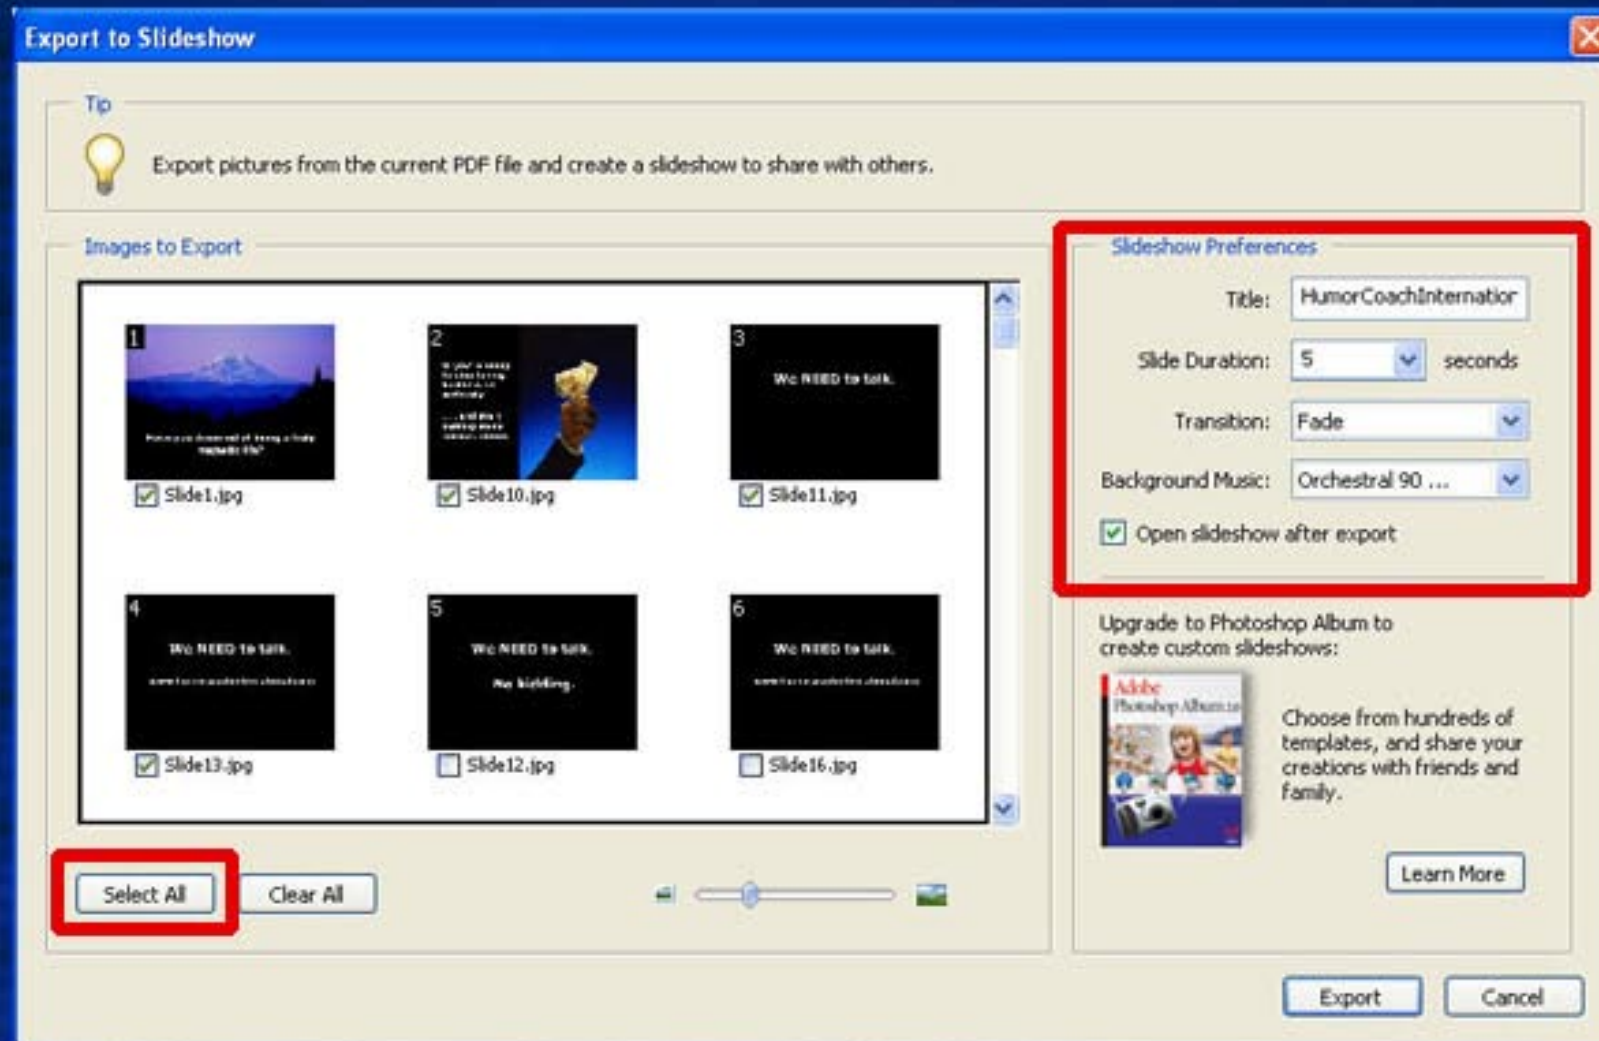 Export to Slideshow
Tip
Export pictures from the current PDF file and create a slideshow to share with others.
Images to Export
1
2
3
We NEED to talk.
Slide1.jpg
Slide10.jpg
Slide11.jpg
4
We NEED to talk.
5
We NEED to talk.
No kidding.
6
We NEED to talk.
Slide13.jpg
Slide12.jpg
Slide16.jpg
Select All
Clear All
Slideshow Preferences
Title: HumorCoachInternation
Slide Duration: 5 seconds
Transition: Fade
Background Music: Orchestral 90 ...
Open slideshow after export
Upgrade to Photoshop Album to
create custom slideshows:
Adobe
Photoshop Album 2.0
Choose from hundreds of
templates, and share your
creations with friends and
family.
Learn More
Export
Cancel